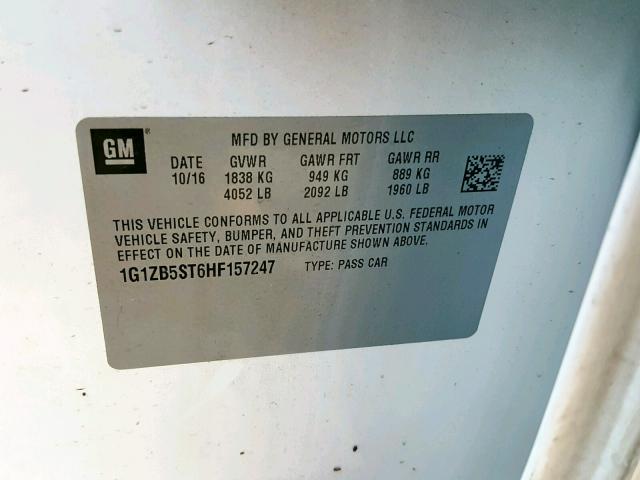 GM®
MFD BY GENERAL MOTORS LLC
DATE GVWR GAWR FRT GAWR RR
10/16 1838 KG 949 KG 889 KG
4052 LB 2092 LB 1960 LB
THIS VEHICLE CONFORMS TO ALL APPLICABLE U.S. FEDERAL MOTOR
VEHICLE SAFETY, BUMPER, AND THEFT PREVENTION STANDARDS IN
EFFECT ON THE DATE OF MANUFACTURE SHOWN ABOVE.
1G1ZB5ST6HF157247 TYPE: PASS CAR